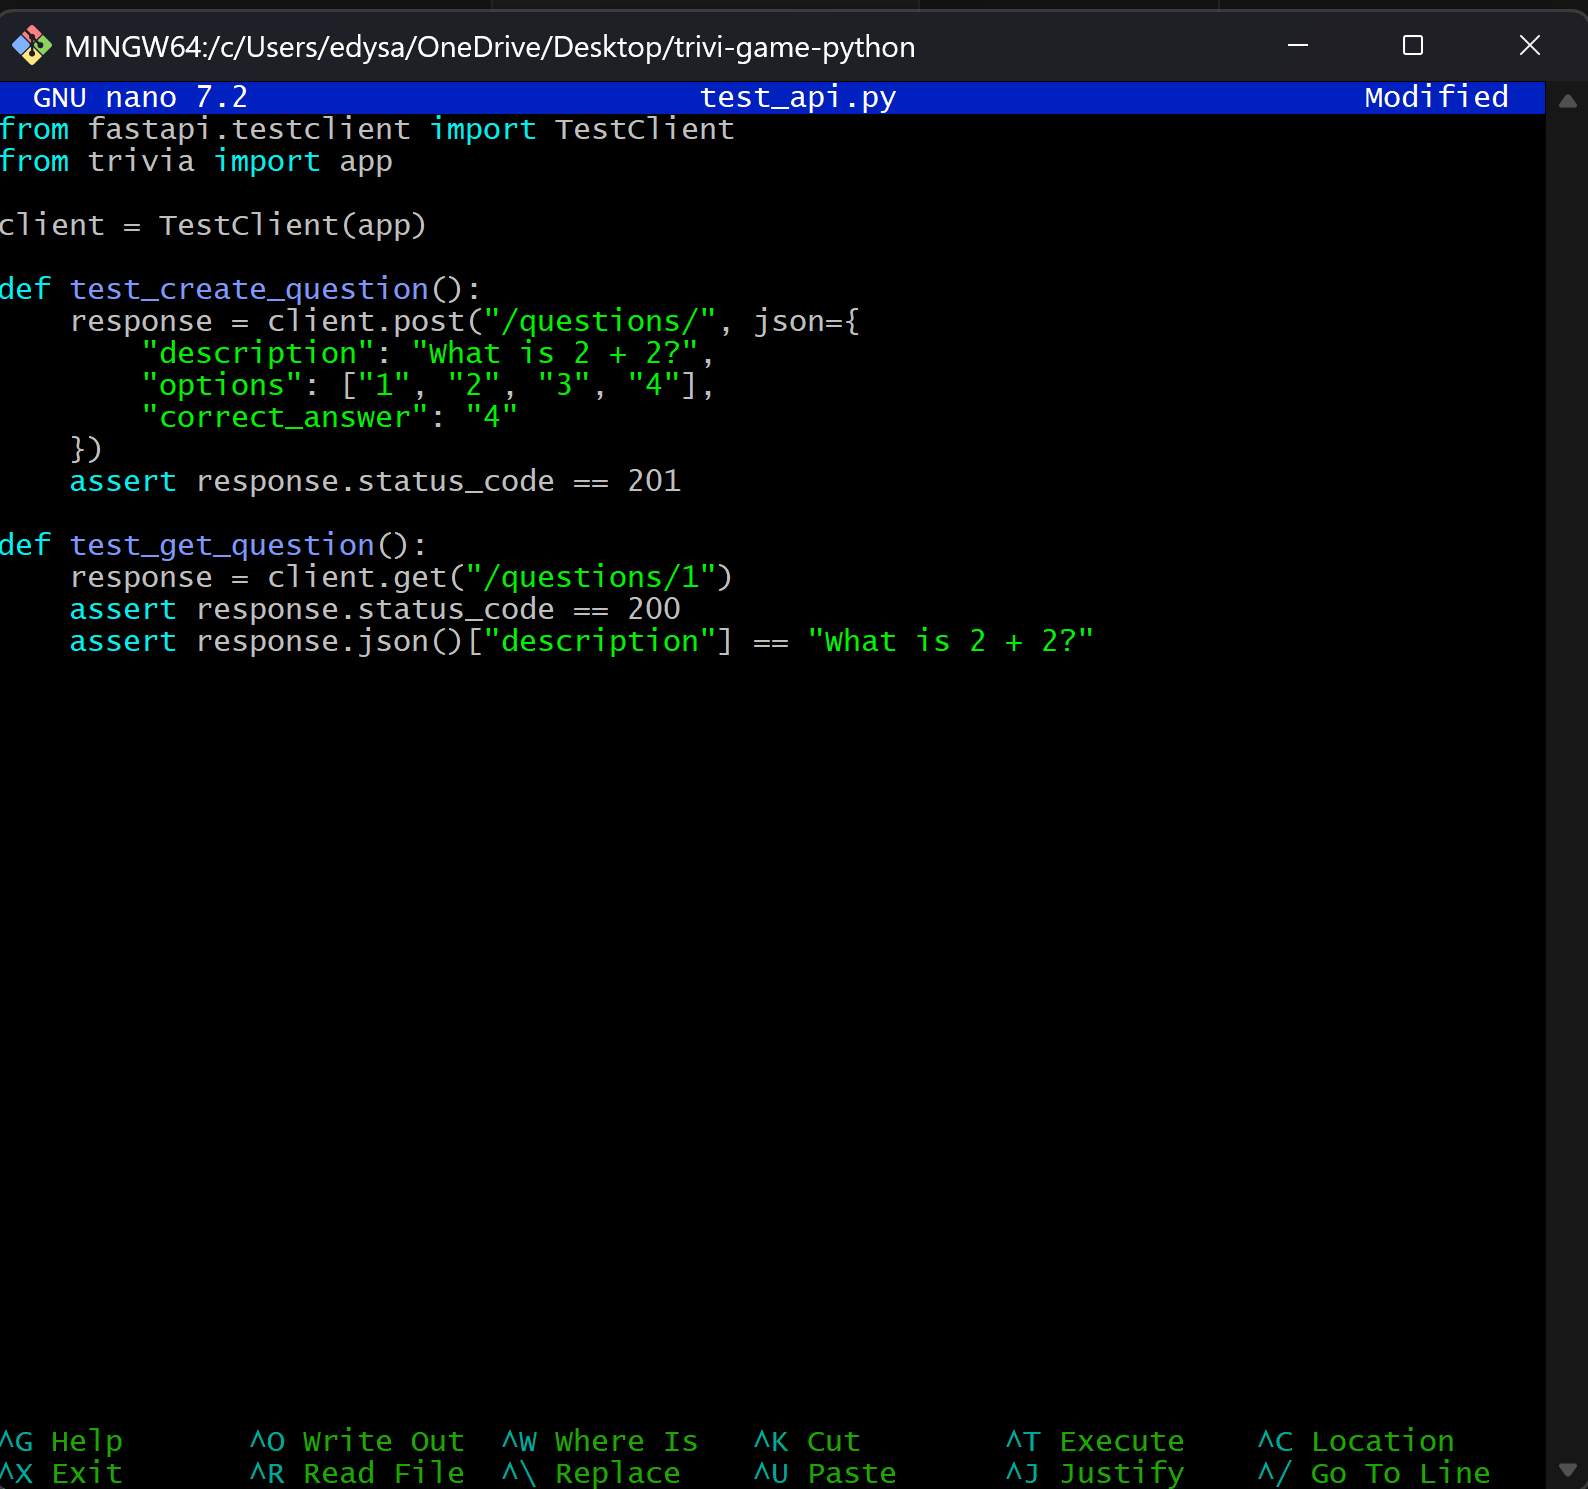 MINGW64:/c/Users/edysa/OneDrive/Desktop/trivi-game-python
GNU nano 7.2 test_api.py Modified
from fastapi.testclient import TestClient
from trivia import app
client = TestClient(app)
def test_create_question():
    response = client.post("/questions/", json={
        "description": "What is 2 + 2?",
        "options": ["1", "2", "3", "4"],
        "correct_answer": "4"
    })
    assert response.status_code == 201
def test_get_question():
    response = client.get("/questions/1")
    assert response.status_code == 200
    assert response.json()["description"] == "What is 2 + 2?"
^G Help ^O Write Out ^W Where Is ^K Cut ^T Execute ^C Location
^X Exit ^R Read File ^\ Replace ^U Paste ^J Justify ^/ Go To Line